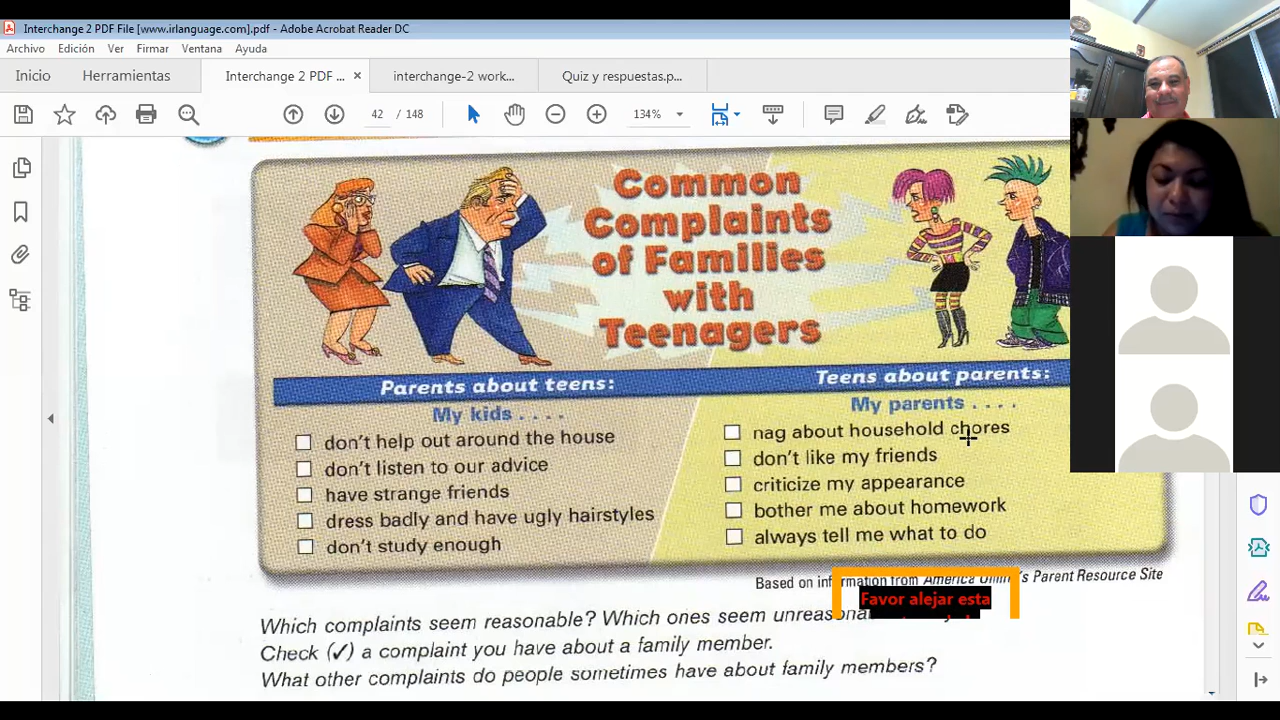 Interchange 2 PDF File [www.irlanguage.com].pdf - Adobe Acrobat Reader DC
Archivo Edición Ver Firmar Ventana Ayuda
Inicio Herramientas Interchange 2 PDF ... × interchange-2 work... Quiz y respuestas.p...
42 / 148 134%
Common
Complaints
of Families
with
Teenagers
Parents about teens:
My kids . . . .
don't help out around the house
don't listen to our advice
have strange friends
dress badly and have ugly hairstyles
don't study enough
Teens about parents:
My parents . . . .
nag about household chores
don't like my friends
criticize my appearance
bother me about homework
always tell me what to do
Based on information from America Parent Resource Site
Favor alejar esta
Which complaints seem reasonable? Which ones seem
Check (✓) a complaint you have about a family member.
What other complaints do people sometimes have about family members?